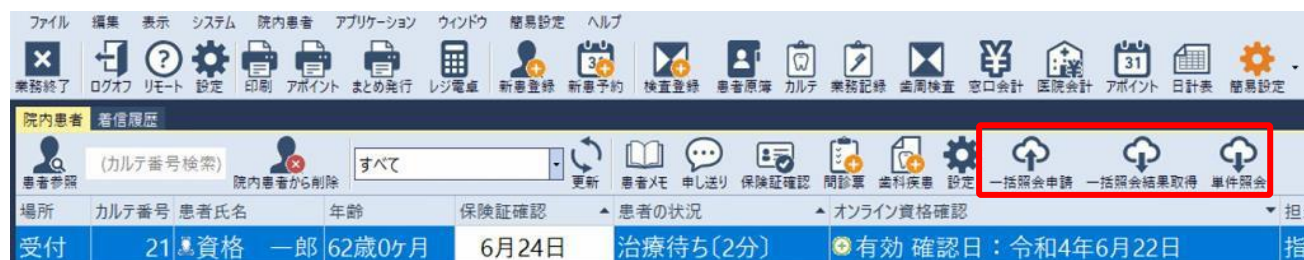 ファイル 編集 表示 システム 院内患者 アプリケーション ウィンドウ 簡易設定 ヘルプ
業務終了 ログオフ リモート 設定 印刷 アポイント まとめ発行 レジ電卓 新患登録 新患予約 検査登録 患者原簿 カルテ 業務記録 歯周検査 窓口会計 医院会計 アポイント 日計表 簡易設定
院内患者 着信履歴
(カルテ番号検索) すべて
患者参照 院内患者から削除 更新 患者メモ 申し送り 保険証確認 問診票 歯科疾患 設定 一括照会申請 一括照会結果取得 単件照会
場所 カルテ番号 患者氏名 年齢 保険証確認 患者の状況 オンライン資格確認 担
受付 21 資格 一郎 62歳0ケ月 6月24日 治療待ち〔2分〕 有効 確認日：令和4年6月22日 指